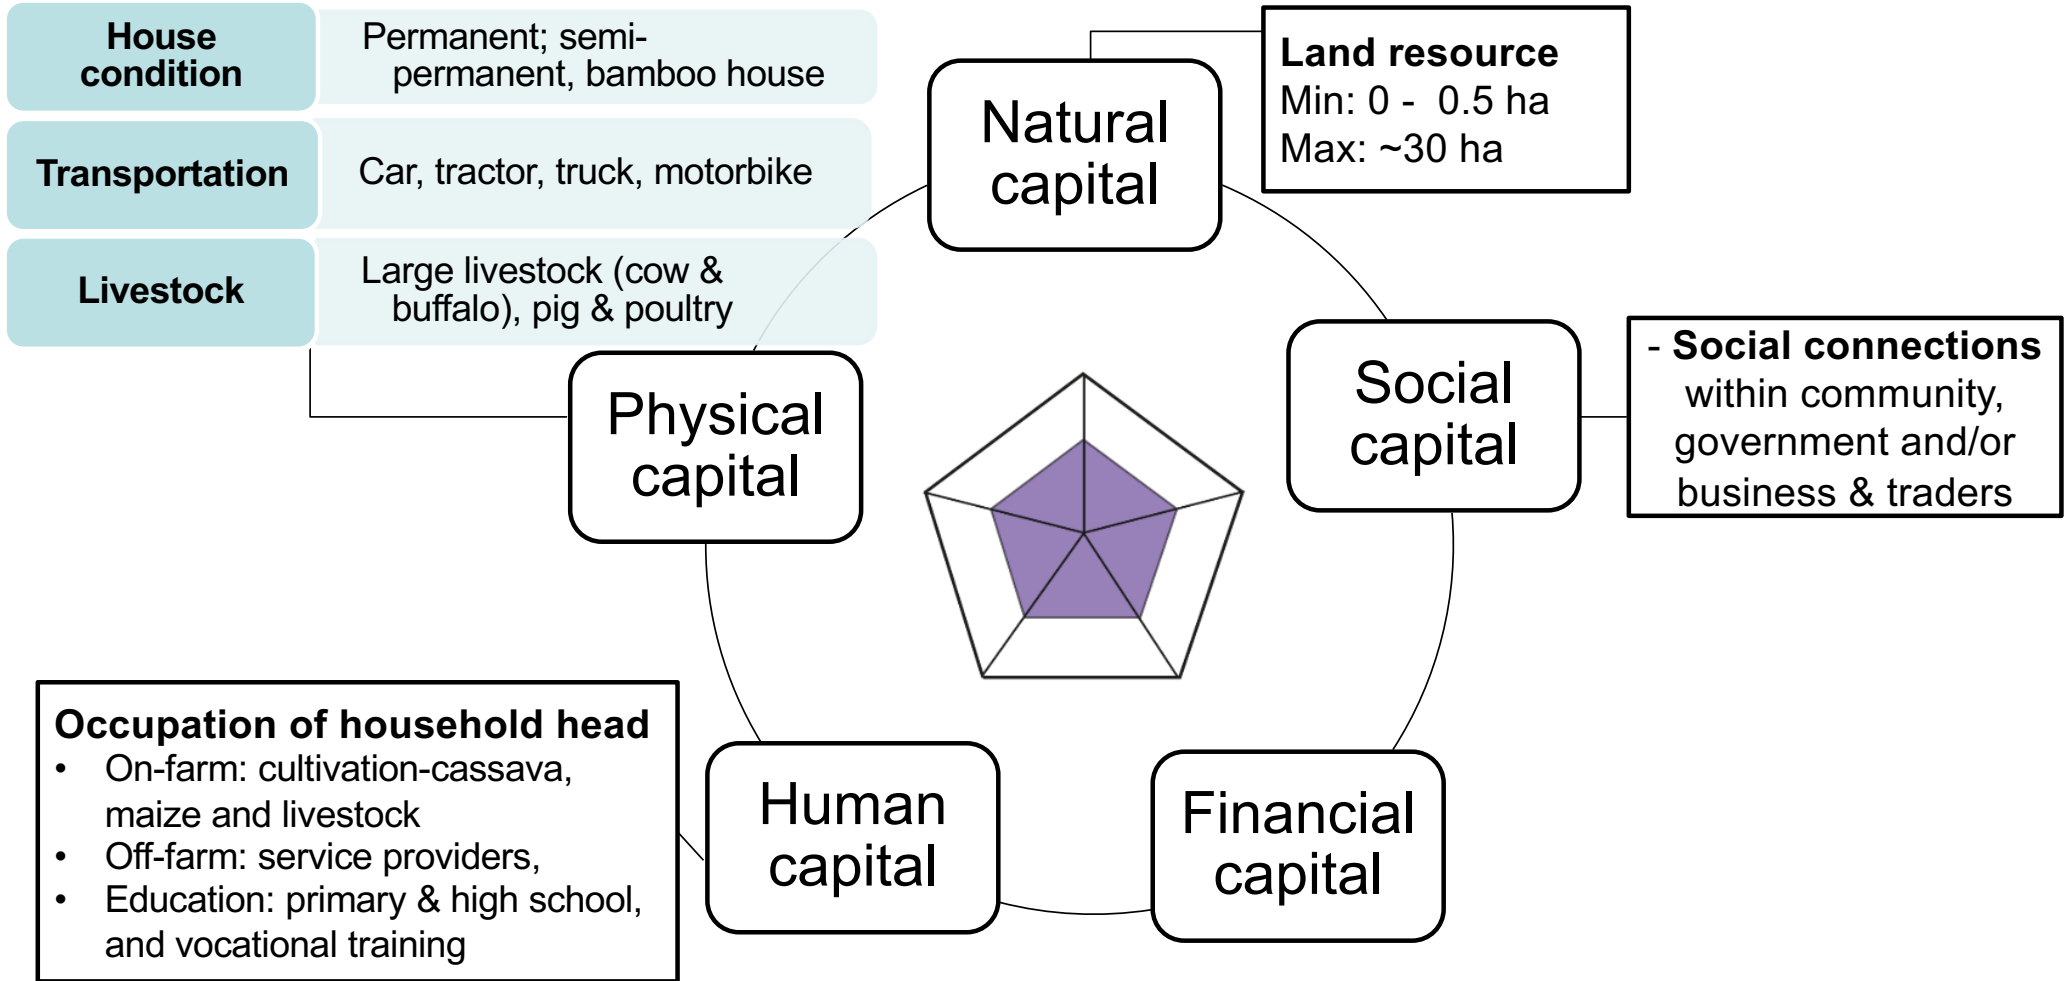 House
condition
Permanent; semi-
permanent, bamboo house
Transportation
Car, tractor, truck, motorbike
Livestock
Large livestock (cow &
buffalo), pig & poultry
Natural
capital
Land resource
Min: 0 -  0.5 ha
Max: ~30 ha
Physical
capital
Social
capital
- Social connections
within community,
government and/or
business & traders
Occupation of household head
• On-farm: cultivation-cassava,
maize and livestock
• Off-farm: service providers,
• Education: primary & high school,
and vocational training
Human
capital
Financial
capital